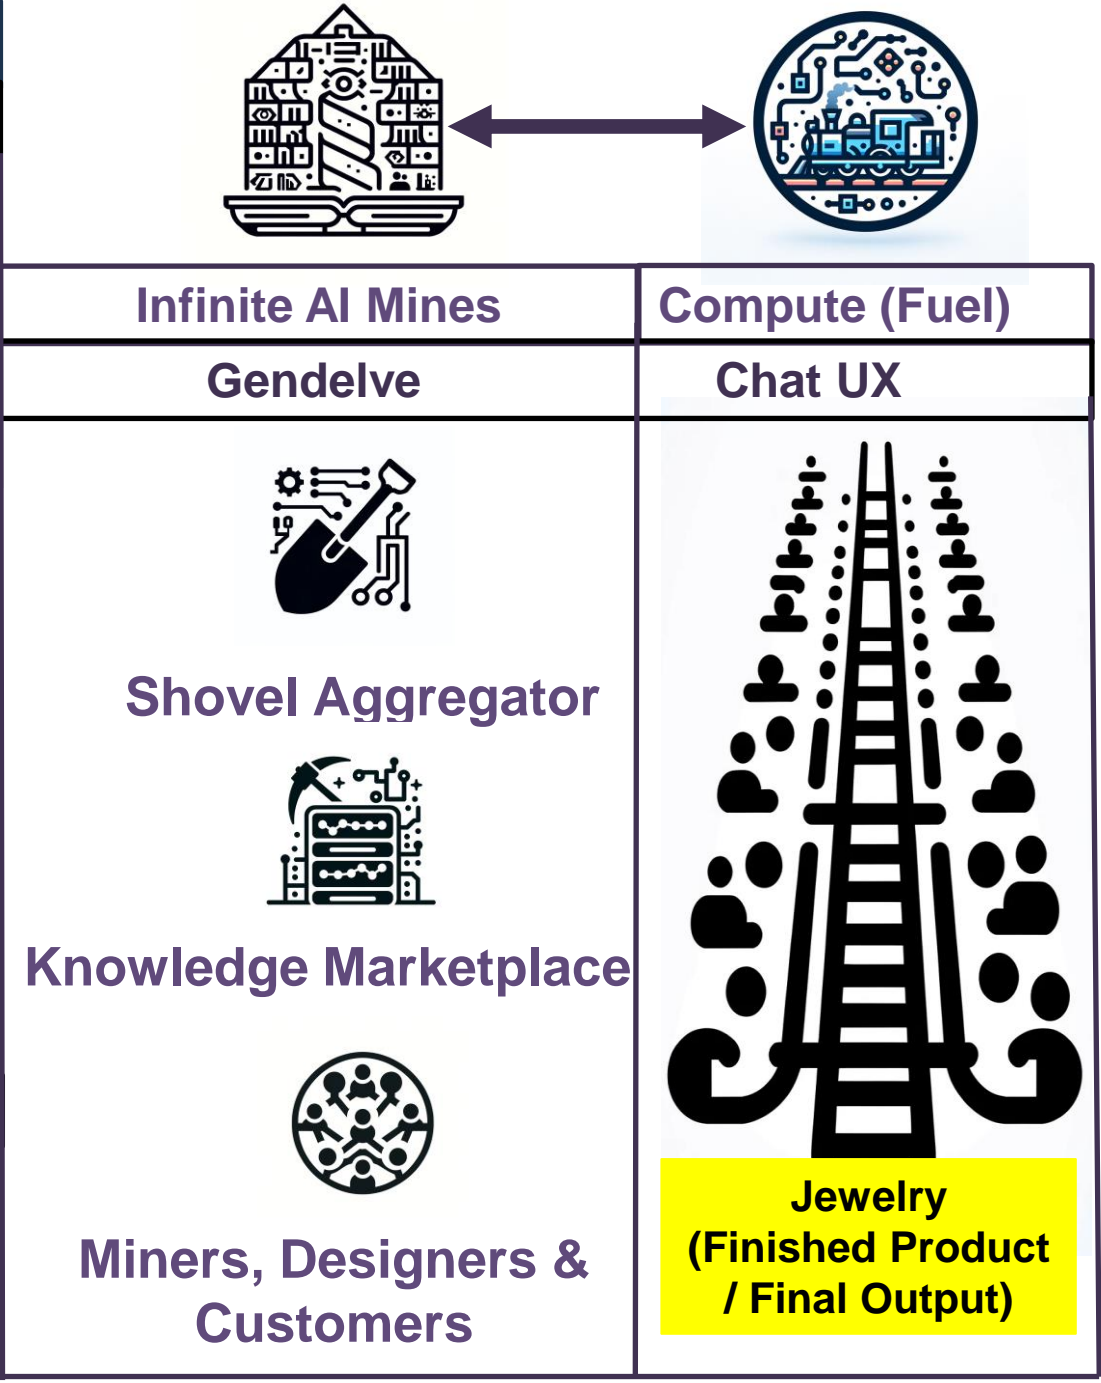 Infinite AI Mines
Compute (Fuel)
Gendelve
Chat UX
Shovel Aggregator
Knowledge Marketplace
Miners, Designers &
Customers
Jewelry
(Finished Product
/ Final Output)